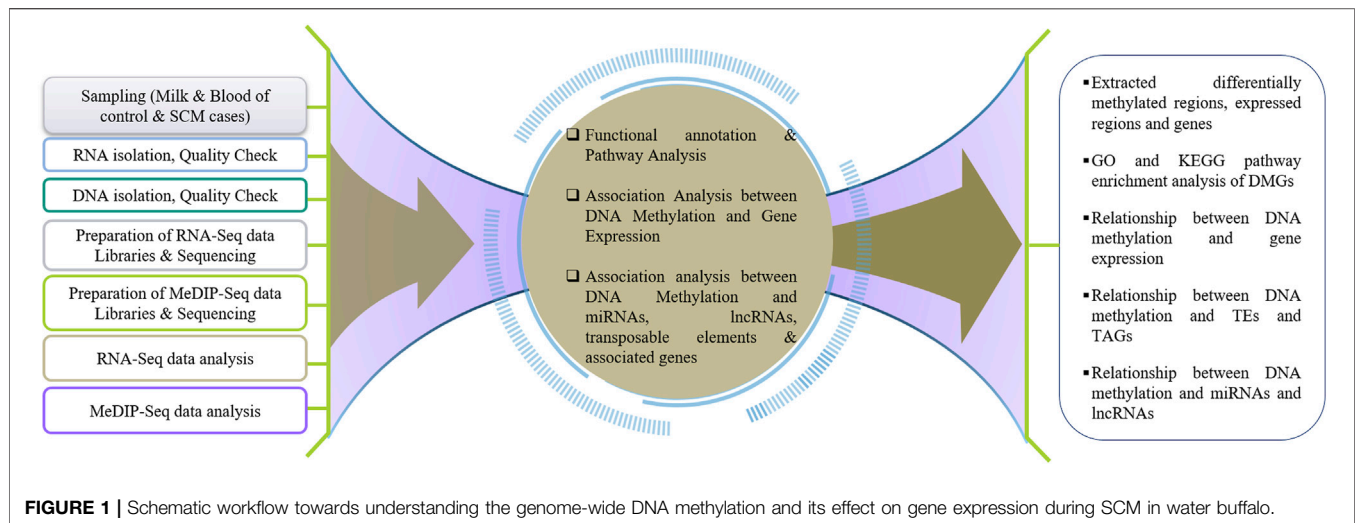 Sampling (Milk & Blood of
control & SCM cases)
RNA isolation, Quality Check
DNA isolation, Quality Check
Preparation of RNA-Seq data
Libraries & Sequencing
Preparation of MeDIP-Seq data
Libraries & Sequencing
RNA-Seq data analysis
MeDIP-Seq data analysis
❑ Functional annotation &
Pathway Analysis
❑ Association Analysis between
DNA Methylation and Gene
Expression
❑ Association analysis between
DNA Methylation and
miRNAs, lncRNAs,
transposable elements &
associated genes
▪Extracted differentially
methylated regions, expressed
regions and genes
▪GO and KEGG pathway
enrichment analysis of DMGs
▪Relationship between DNA
methylation and gene
expression
▪Relationship between DNA
methylation and TEs and
TAGs
▪Relationship between DNA
methylation and miRNAs and
lncRNAs
FIGURE 1 | Schematic workflow towards understanding the genome-wide DNA methylation and its effect on gene expression during SCM in water buffalo.